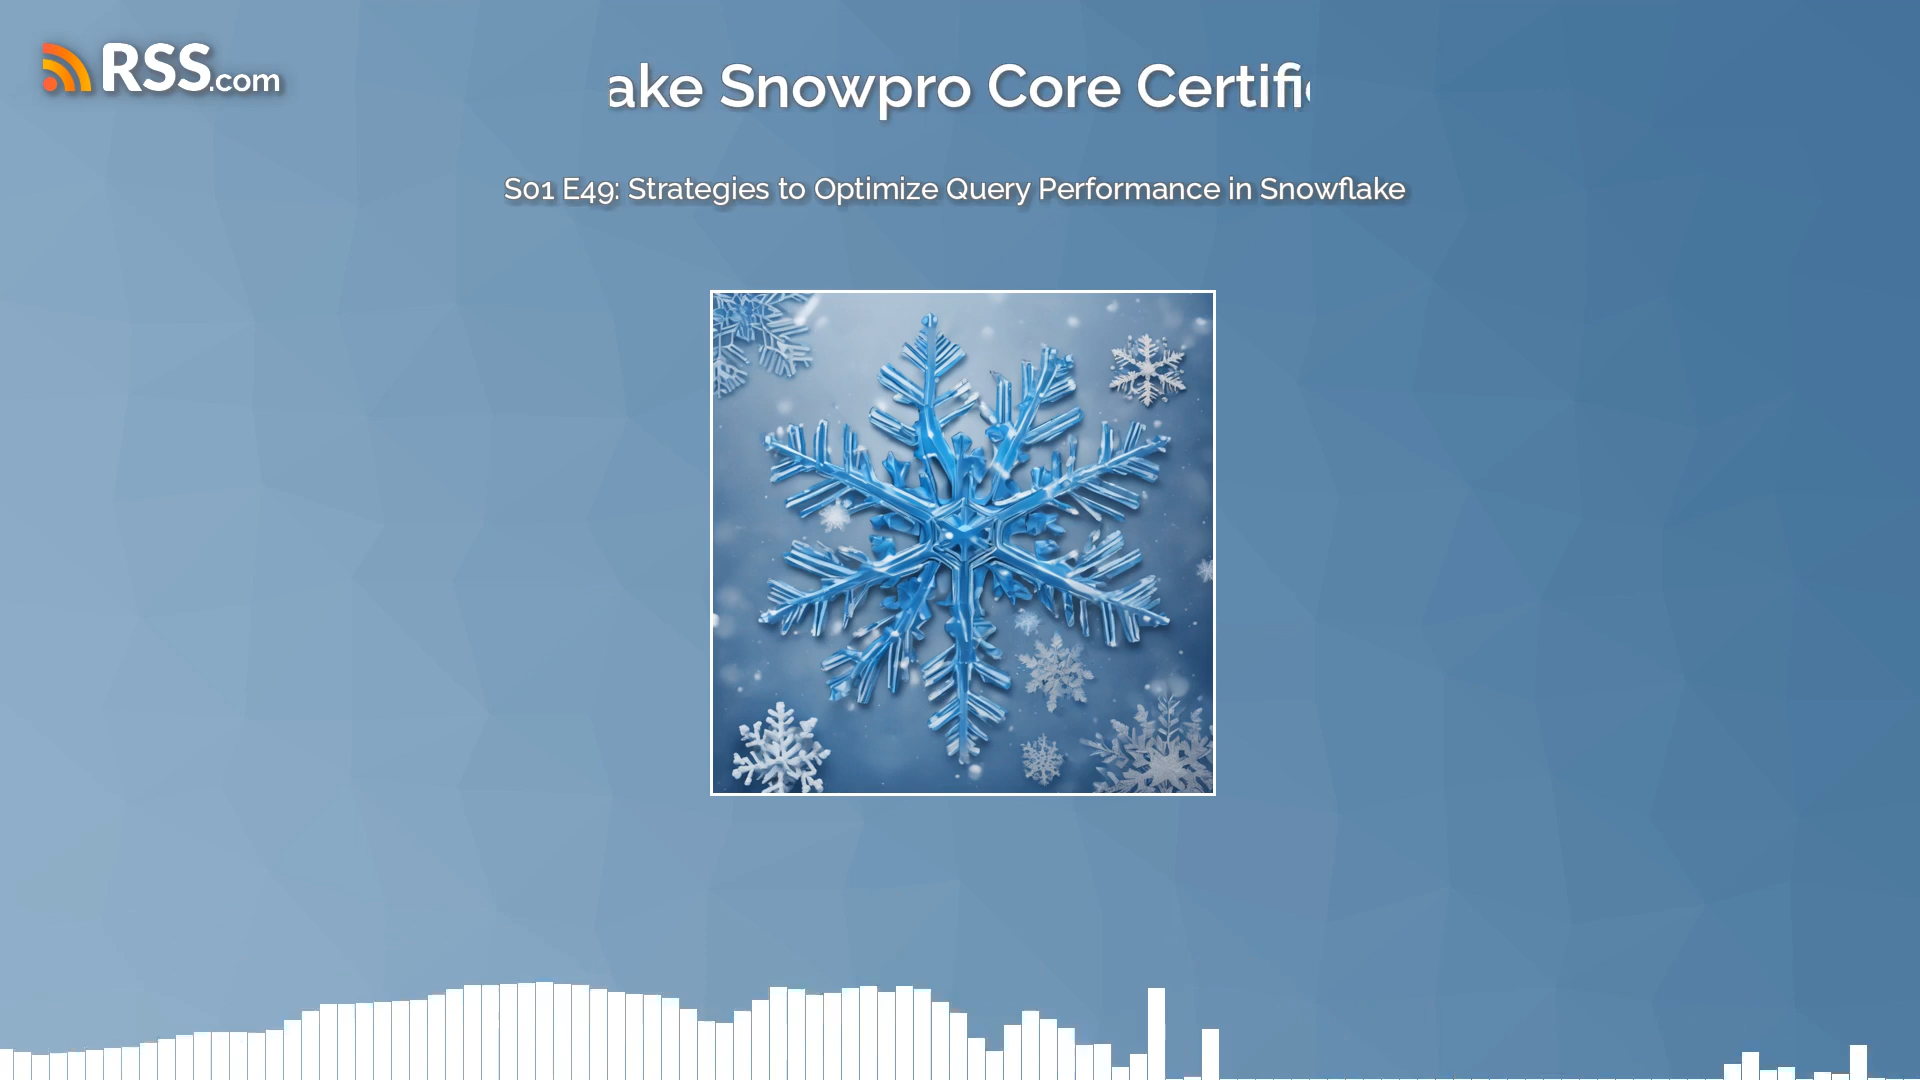 RSS.com
ake Snowpro Core Certifi
S01 E49: Strategies to Optimize Query Performance in Snowflake